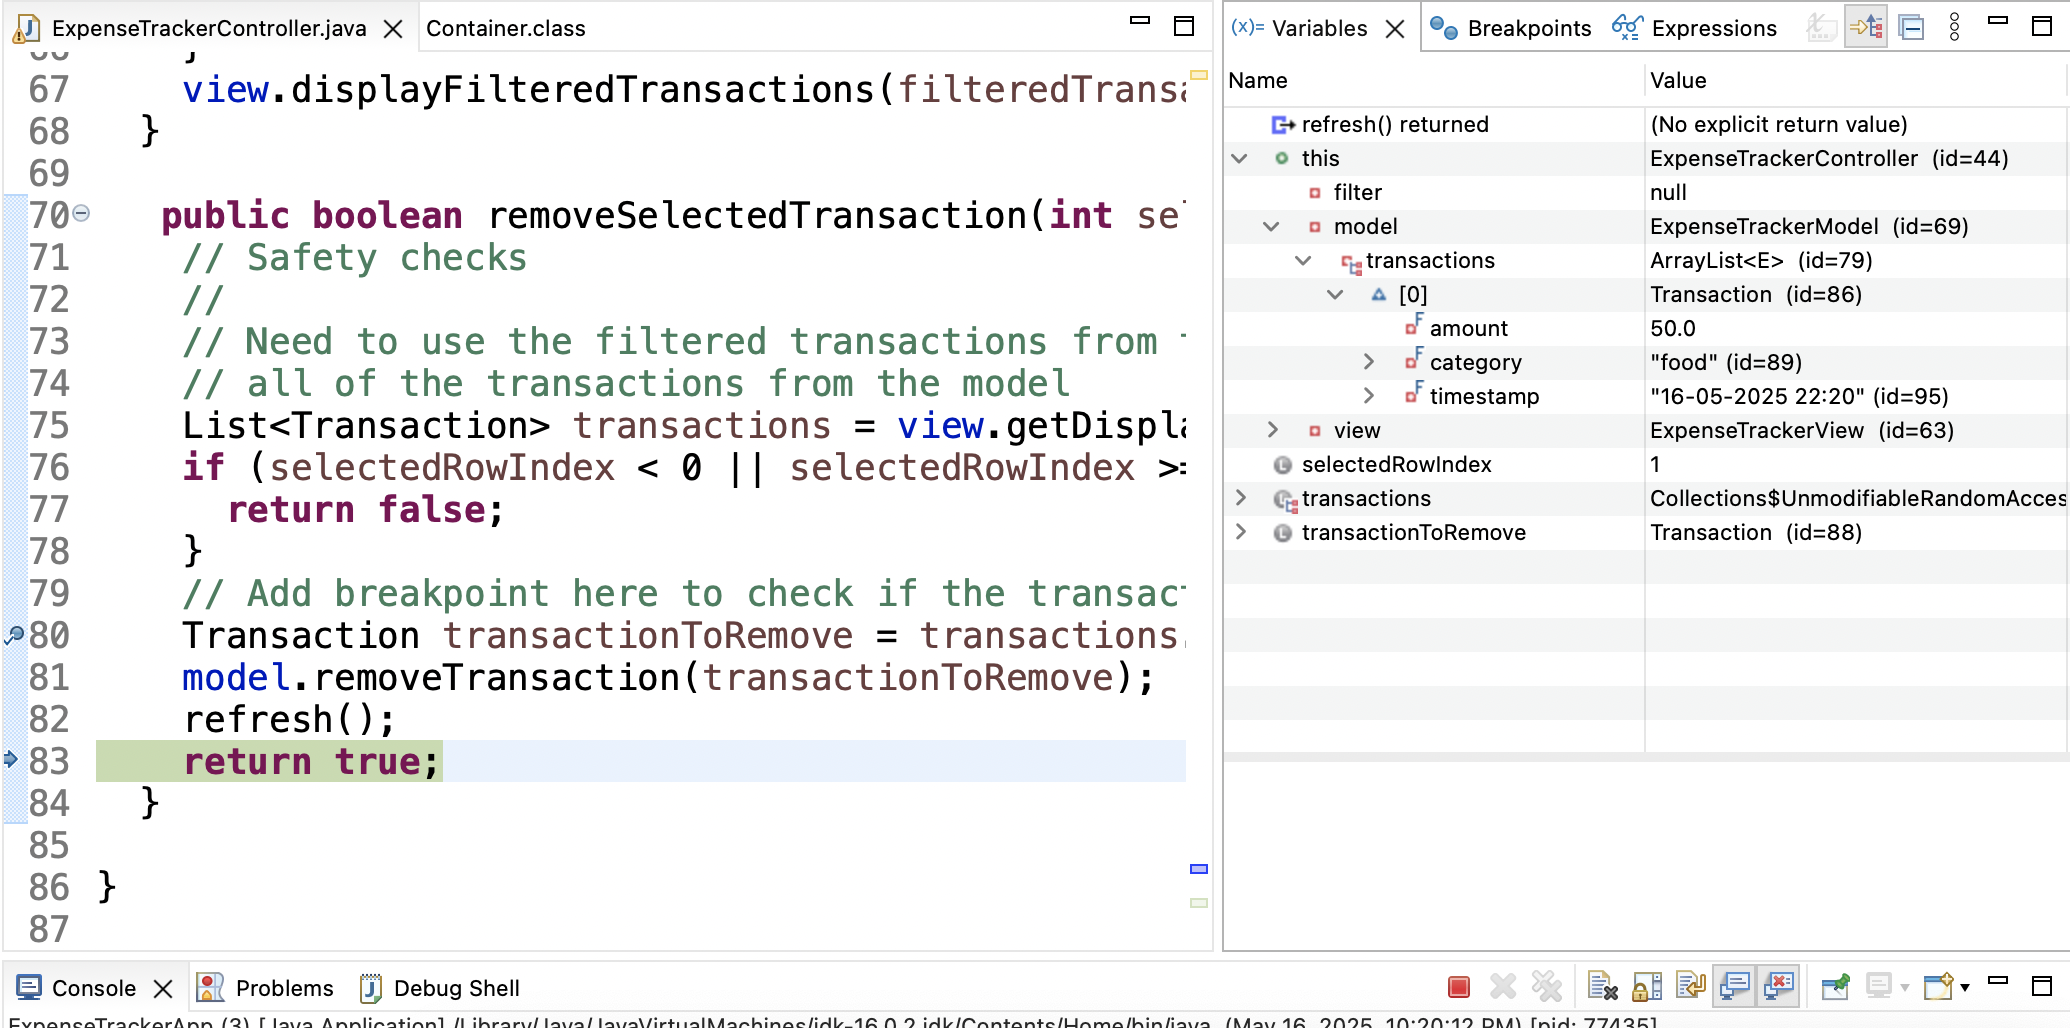 ExpenseTrackerController.java Container.class
67 view.displayFilteredTransactions(filteredTransa
68 }
69
70 public boolean removeSelectedTransaction(int sel
71 // Safety checks
72 //
73 // Need to use the filtered transactions from
74 // all of the transactions from the model
75 List<Transaction> transactions = view.getDispla
76 if (selectedRowIndex < 0 || selectedRowIndex >=
77 return false;
78 }
79 // Add breakpoint here to check if the transact
80 Transaction transactionToRemove = transactions.
81 model.removeTransaction(transactionToRemove);
82 refresh();
83 return true;
84 }
85
86 }
87
(x)= Variables Breakpoints Expressions
Name Value
refresh() returned (No explicit return value)
this ExpenseTrackerController (id=44)
filter null
model ExpenseTrackerModel (id=69)
transactions ArrayList<E> (id=79)
[0] Transaction (id=86)
amount 50.0
category "food" (id=89)
timestamp "16-05-2025 22:20" (id=95)
view ExpenseTrackerView (id=63)
selectedRowIndex 1
transactions Collections$UnmodifiableRandomAcces
transactionToRemove Transaction (id=88)
Console Problems Debug Shell
ExpenseTrackerApp (3) [Java Application] /Library/Java/JavaVirtualMachines/jdk-16.0.2.jdk/Contents/Home/bin/java (May 16, 2025, 10:20:12 PM) [pid: 77435]